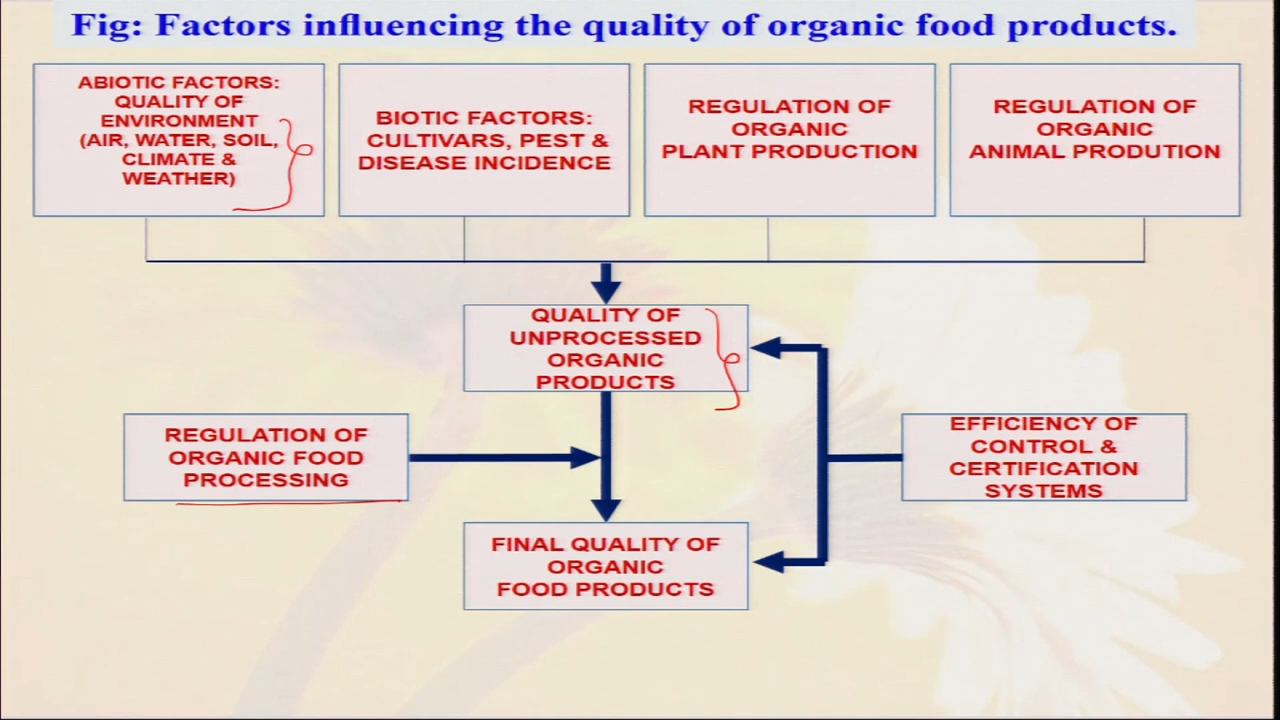 Fig: Factors influencing the quality of organic food products.
ABIOTIC FACTORS:
QUALITY OF
ENVIRONMENT
(AIR, WATER, SOIL,
CLIMATE &
WEATHER)
BIOTIC FACTORS:
CULTIVARS, PEST &
DISEASE INCIDENCE
REGULATION OF
ORGANIC
PLANT PRODUCTION
REGULATION OF
ORGANIC
ANIMAL PRODUTION
QUALITY OF
UNPROCESSED
ORGANIC
PRODUCTS
REGULATION OF
ORGANIC FOOD
PROCESSING
EFFICIENCY OF
CONTROL &
CERTIFICATION
SYSTEMS
FINAL QUALITY OF
ORGANIC
FOOD PRODUCTS